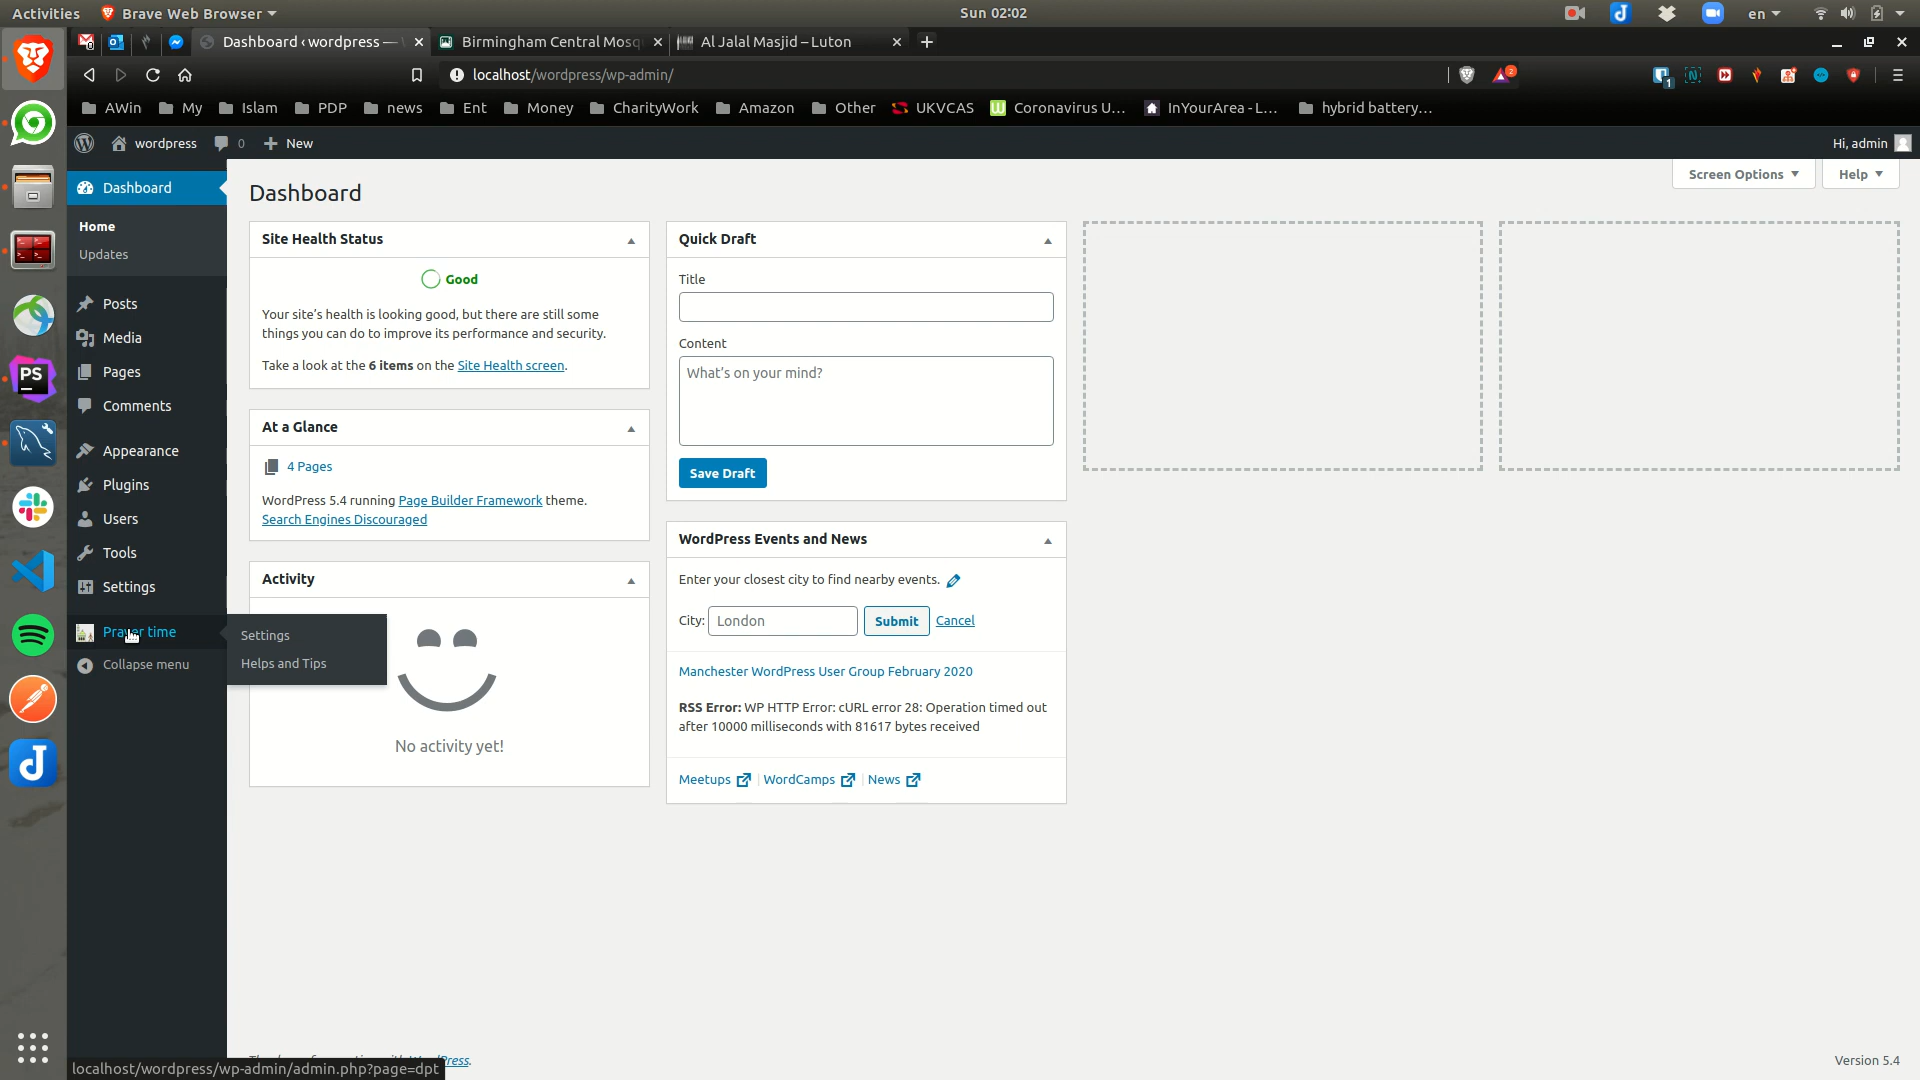 Activities
Brave Web Browser
Sun 02:02
en
Dashboard ‹ wordpress —
Birmingham Central Mosq
Al Jalal Masjid – Luton
localhost/wordpress/wp-admin/
2
1
AWin
My
Islam
PDP
news
Ent
Money
CharityWork
Amazon
Other
UKVCAS
Coronavirus U...
InYourArea - L...
hybrid battery...
wordpress
0
New
Hi, admin
Dashboard
Home
Updates
Posts
Media
Pages
Comments
Appearance
Plugins
Users
Tools
Settings
Prayer time
Collapse menu
Settings
Helps and Tips
Screen Options
Help
Dashboard
Site Health Status
Good
Your site's health is looking good, but there are still some
things you can do to improve its performance and security.
Take a look at the 6 items on the Site Health screen.
At a Glance
4 Pages
WordPress 5.4 running Page Builder Framework theme.
Search Engines Discouraged
Activity
No activity yet!
Quick Draft
Title
Content
What's on your mind?
Save Draft
WordPress Events and News
Enter your closest city to find nearby events.
City: London Submit Cancel
Manchester WordPress User Group February 2020
RSS Error: WP HTTP Error: cURL error 28: Operation timed out
after 10000 milliseconds with 81617 bytes received
Meetups | WordCamps | News
PS
Version 5.4
localhost/wordpress/wp-admin/admin.php?page=dpt